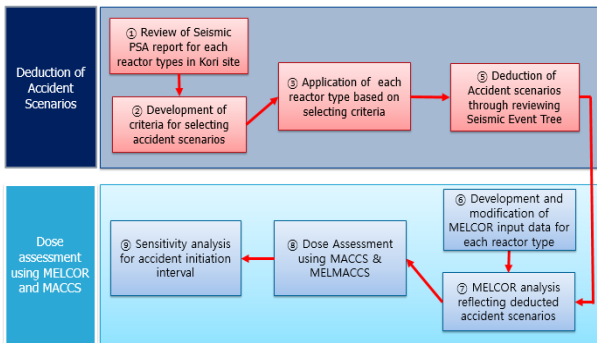 Deduction of
Accident
Scenarios
① Review of Seismic
PSA report for each
reactor types in Kori site
② Development of
criteria for selecting
accident scenarios
③ Application of each
reactor type based on
selecting criteria
⑤ Deduction of
Accident scenarios
through reviewing
Seismic Event Tree
Dose
assessment
using MELCOR
and MACCS
⑥ Development and
modification of
MELCOR input data for
each reactor type
⑦ MELCOR analysis
reflecting deducted
accident scenarios
⑧ Dose Assessment
using MACCS &
MELMACCS
⑨ Sensitivity analysis
for accident initiation
interval